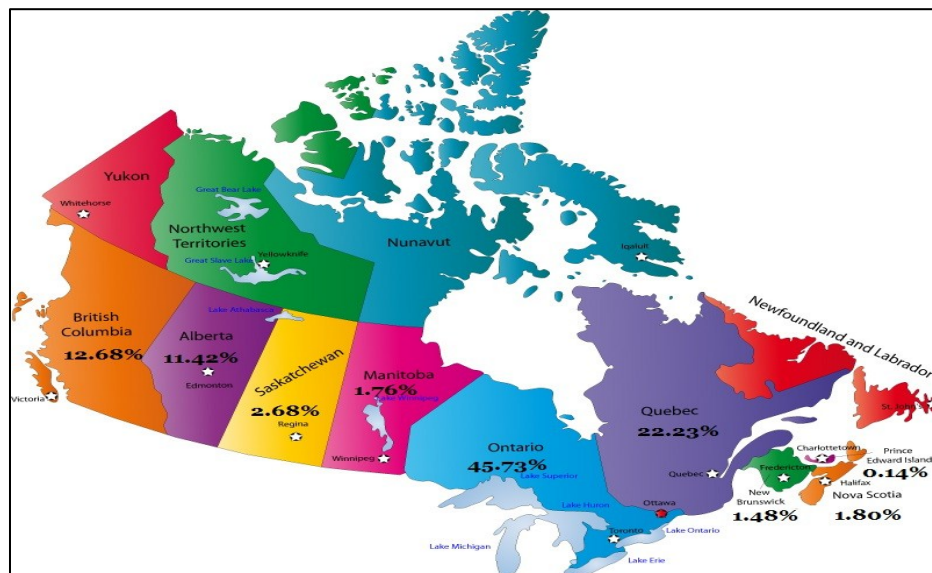 Yukon
Whitehorse
Great Bear Lake
Northwest
Territories
Yellowknife
Great Slave Lake
Nunavut
Iqaluit
British
Columbia
12.68%
Victoria
Lake Athabasca
Alberta
11.42%
Edmonton
Saskatchewan
2.68%
Regina
Manitoba
1.76%
Lake Winnipeg
Winnipeg
Ontario
45.73%
Lake Superior
Lake Huron
Ottawa
Toronto
Lake Ontario
Lake Michigan
Lake Erie
Quebec
22.23%
Quebec
Newfoundland and Labrador
St. John's
Charlottetown
Prince
Edward Island
0.14%
Fredericton
New
Brunswick
1.48%
Halifax
Nova Scotia
1.80%